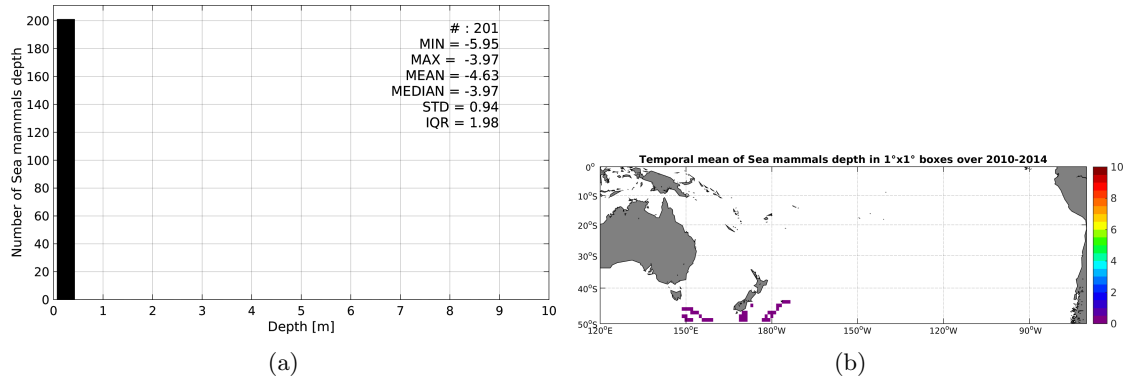 # : 201
MIN = -5.95
MAX = -3.97
MEAN = -4.63
MEDIAN = -3.97
STD = 0.94
IQR = 1.98
Number of Sea mammals depth
200
180
160
140
120
100
80
60
40
20
0
0 1 2 3 4 5 6 7 8 9 10
Depth [m]
(a)
Temporal mean of Sea mammals depth in 1°x1° boxes over 2010-2014
0°
10°S
20°S
30°S
40°S
50°S
120°E 150°E 180°W 150°W 120°W 90°W
10
8
6
4
2
0
(b)